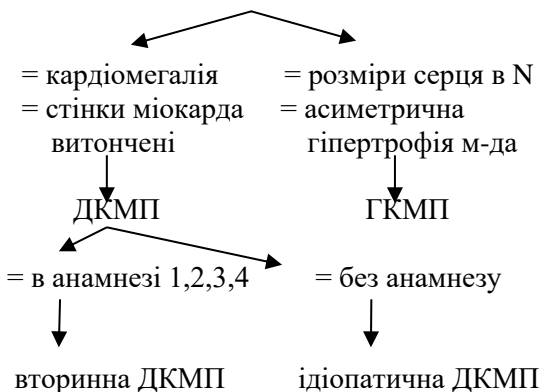 = кардіомегалія = розміри серця в N
= стінки міокарда = асиметрична
витончені гіпертрофія м-да
ДКМП ГКМП
= в анамнезі 1,2,3,4 = без анамнезу
вторинна ДКМП ідіопатична ДКМП